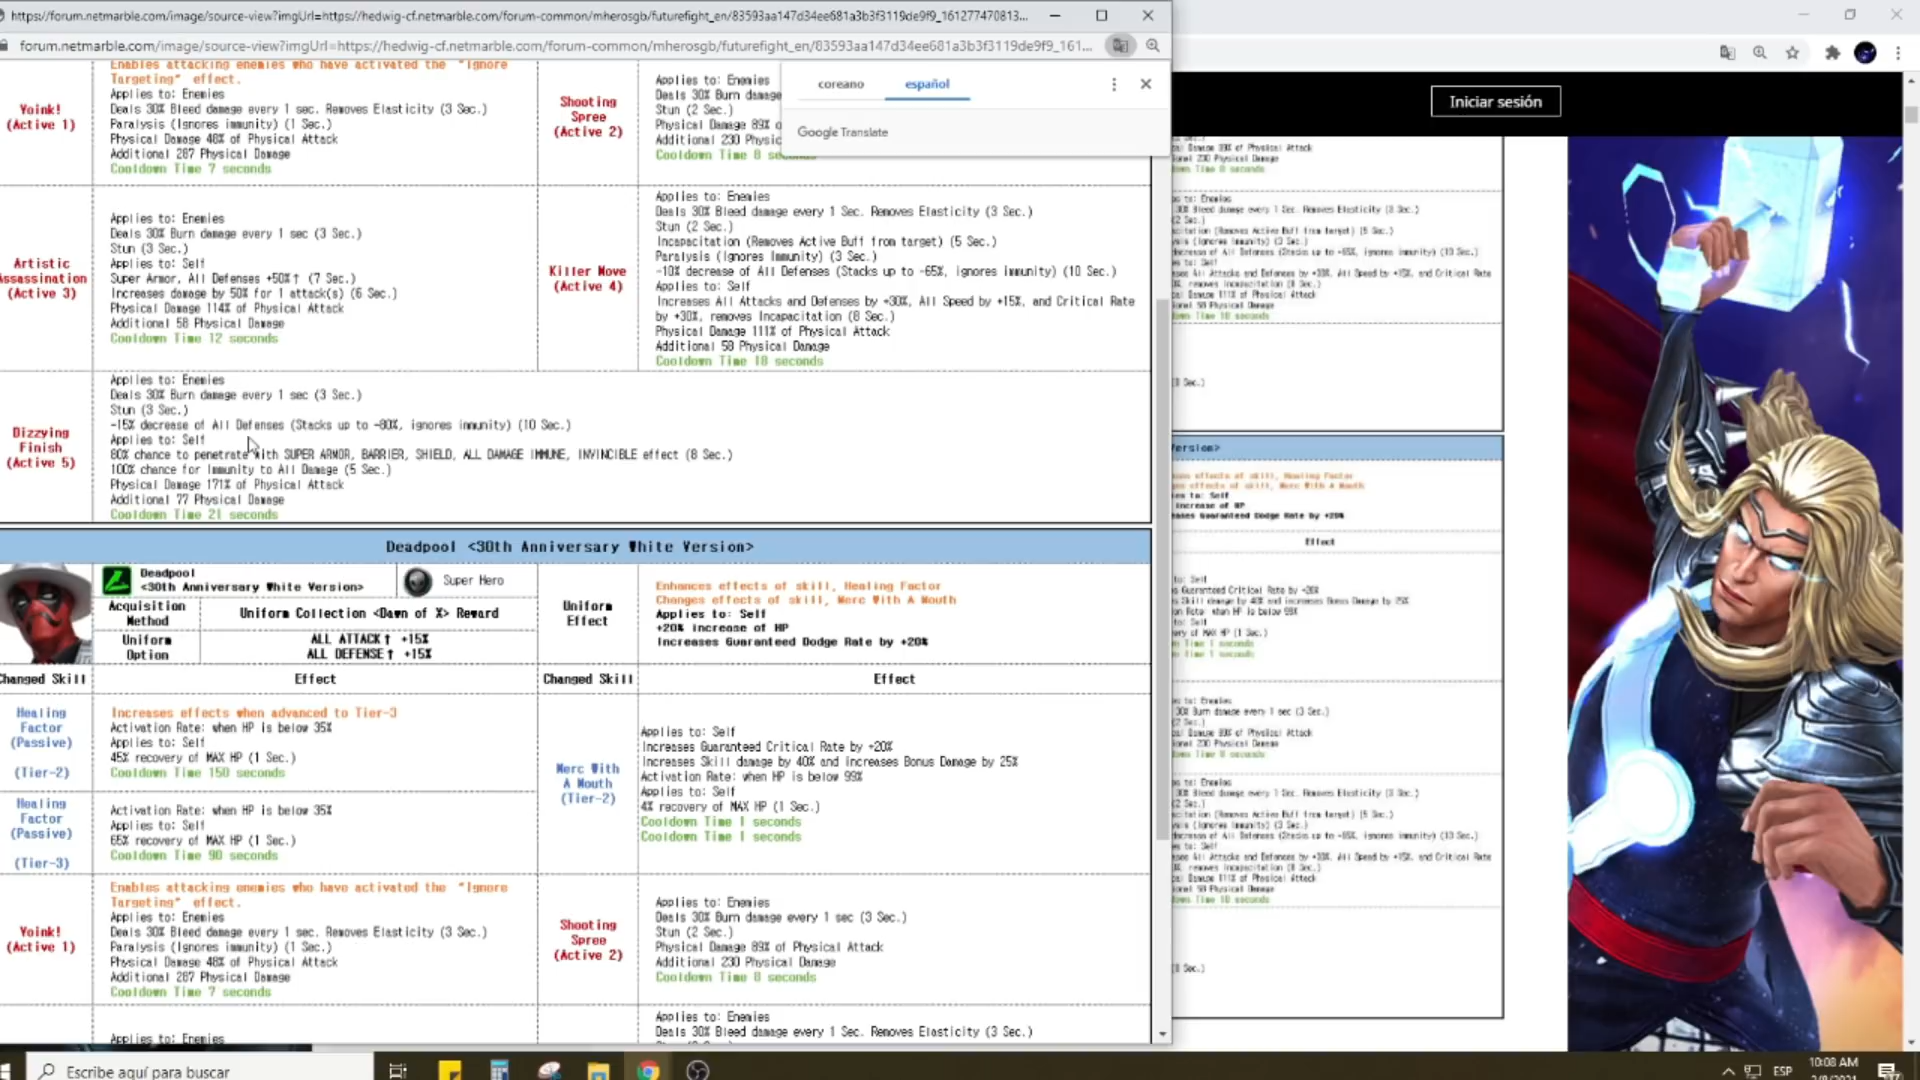 https://forum.netmarble.com/image/source-view?imgUrl=https://hedwig-cf.netmarble.com/forum-common/mherosgb/futurefight_en/83593aa147d34ee681a3b3f3119de9f9_161277470813...
forum.netmarble.com/image/source-view?imgUrl=https://hedwig-cf.netmarble.com/forum-common/mherosgb/futurefight_en/83593aa147d34ee681a3b3f3119de9f9_161...
coreano
español
Google Translate
Iniciar sesión
Yoink!
(Active 1)
Enables attacking enemies who have activated the "Ignore
Targeting" effect.
Applies to: Enemies
Deals 30% Bleed damage every 1 sec. Removes Elasticity (3 Sec.)
Paralysis (Ignores immunity) (1 Sec.)
Physical Damage 48% of Physical Attack
Additional 287 Physical Damage
Cooldown Time 7 seconds
Shooting
Spree
(Active 2)
Applies to: Enemies
Deals 30% Burn damage
Stun (2 Sec.)
Physical Damage 89%
Additional 230 Physic
Cooldown Time 8
Artistic
Assassination
(Active 3)
Applies to: Enemies
Deals 30% Burn damage every 1 sec (3 Sec.)
Stun (3 Sec.)
Applies to: Self
Super Armor, All Defenses +50%↑ (7 Sec.)
Increases damage by 50% for 1 attack(s) (6 Sec.)
Physical Damage 114% of Physical Attack
Additional 58 Physical Damage
Cooldown Time 12 seconds
Killer Move
(Active 4)
Applies to: Enemies
Deals 30% Bleed damage every 1 Sec. Removes Elasticity (3 Sec.)
Stun (2 Sec.)
Incapacitation (Removes Active Buff from target) (5 Sec.)
Paralysis (Ignores Immunity) (3 Sec.)
-10% decrease of All Defenses (Stacks up to -65%, ignores immunity) (10 Sec.)
Applies to: Self
Increases All Attacks and Defenses by +30%, All Speed by +15%, and Critical Rate
by +30%, removes Incapacitation (8 Sec.)
Physical Damage 111% of Physical Attack
Additional 58 Physical Damage
Cooldown Time 18 seconds
Dizzying
Finish
(Active 5)
Applies to: Enemies
Deals 30% Burn damage every 1 sec (3 Sec.)
Stun (3 Sec.)
-15% decrease of All Defenses (Stacks up to -80%, ignores immunity) (10 Sec.)
Applies to: Self
80% chance to penetrate with SUPER ARMOR, BARRIER, SHIELD, ALL DAMAGE IMMUNE, INVINCIBLE effect (8 Sec.)
100% chance for Immunity to All Damage (5 Sec.)
Physical Damage 171% of Physical Attack
Additional 77 Physical Damage
Cooldown Time 21 seconds
Deadpool <30th Anniversary White Version>
Deadpool
<30th Anniversary White Version>
Super Hero
Acquisition
Method
Uniform Collection <Dawn of X> Reward
Uniform
Option
ALL ATTACK↑ +15%
ALL DEFENSE↑ +15%
Uniform
Effect
Enhances effects of skill, Healing Factor
Changes effects of skill, Merc With A Mouth
Applies to: Self
+20% increase of HP
Increases Guaranteed Dodge Rate by +20%
Changed Skill
Effect
Changed Skill
Effect
Healing
Factor
(Passive)
(Tier-2)
Increases effects when advanced to Tier-3
Activation Rate: when HP is below 35%
Applies to: Self
45% recovery of MAX HP (1 Sec.)
Cooldown Time 150 seconds
Healing
Factor
(Passive)
(Tier-3)
Activation Rate: when HP is below 35%
Applies to: Self
65% recovery of MAX HP (1 Sec.)
Cooldown Time 90 seconds
Merc With
A Mouth
(Tier-2)
Applies to: Self
Increases Guaranteed Critical Rate by +20%
Increases Skill damage by 40% and increases Bonus Damage by 25%
Activation Rate: when HP is below 99%
Applies to: Self
4% recovery of MAX HP (1 Sec.)
Cooldown Time 1 seconds
Cooldown Time 1 seconds
Yoink!
(Active 1)
Enables attacking enemies who have activated the "Ignore
Targeting" effect.
Applies to: Enemies
Deals 30% Bleed damage every 1 sec. Removes Elasticity (3 Sec.)
Paralysis (Ignores immunity) (1 Sec.)
Physical Damage 48% of Physical Attack
Additional 287 Physical Damage
Cooldown Time 7 seconds
Shooting
Spree
(Active 2)
Applies to: Enemies
Deals 30% Burn damage every 1 sec (3 Sec.)
Stun (2 Sec.)
Physical Damage 89% of Physical Attack
Additional 230 Physical Damage
Cooldown Time 8 seconds
Applies to: Enemies
Applies to: Enemies
Deals 30% Bleed damage every 1 Sec. Removes Elasticity (3 Sec.)
Escribe aquí para buscar
ESP
10:08 AM